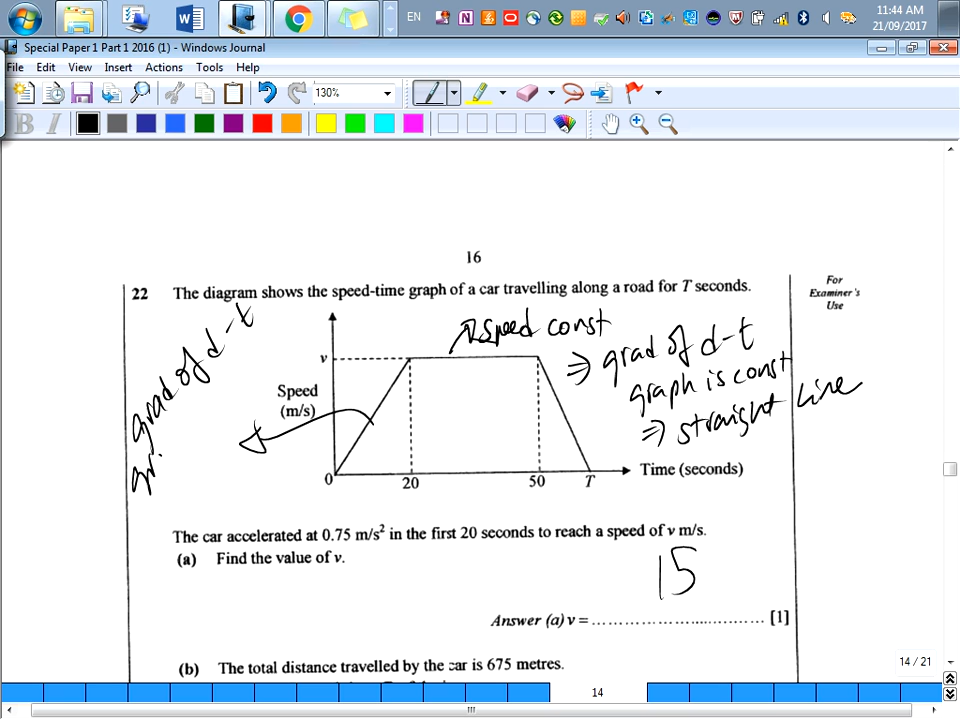 EN
11:44 AM
21/09/2017
Special Paper 1 Part 1 2016 (1) - Windows Journal
File Edit View Insert Actions Tools Help
130%
B I
16
22 The diagram shows the speed-time graph of a car travelling along a road for T seconds.
For
Examiner's
Use
speed const
⇒ grad of d-t
graph is const
⇒ straight line
grad of d-t
gr
v
Speed
(m/s)
0
20
50
T
Time (seconds)
The car accelerated at 0.75 m/s² in the first 20 seconds to reach a speed of v m/s.
(a) Find the value of v.
15
Answer (a) v = ........................... [1]
(b) The total distance travelled by the car is 675 metres.
14 / 21
14